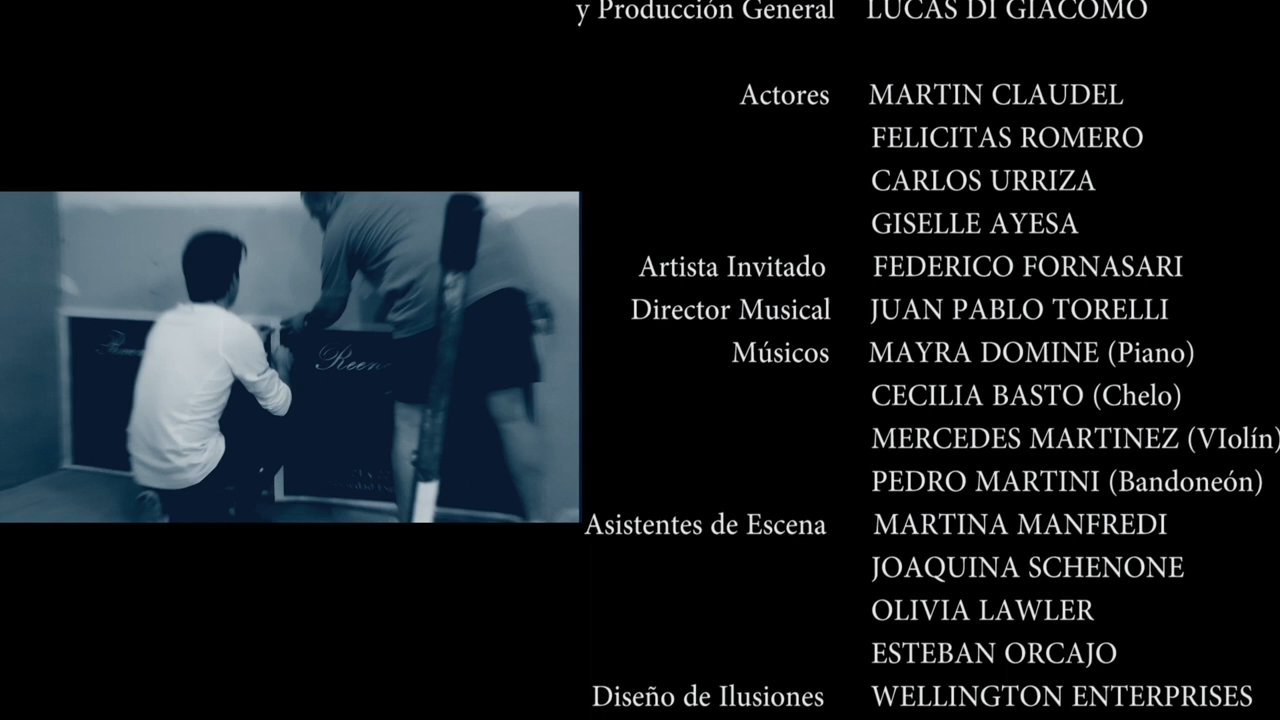 y Producción General LUCAS DI GIACOMO
Actores MARTIN CLAUDEL
FELICITAS ROMERO
CARLOS URRIZA
GISELLE AYESA
Artista Invitado FEDERICO FORNASARI
Director Musical JUAN PABLO TORELLI
Músicos MAYRA DOMINE (Piano)
CECILIA BASTO (Chelo)
MERCEDES MARTINEZ (VIolín)
PEDRO MARTINI (Bandoneón)
Asistentes de Escena MARTINA MANFREDI
JOAQUINA SCHENONE
OLIVIA LAWLER
ESTEBAN ORCAJO
Diseño de Ilusiones WELLINGTON ENTERPRISES